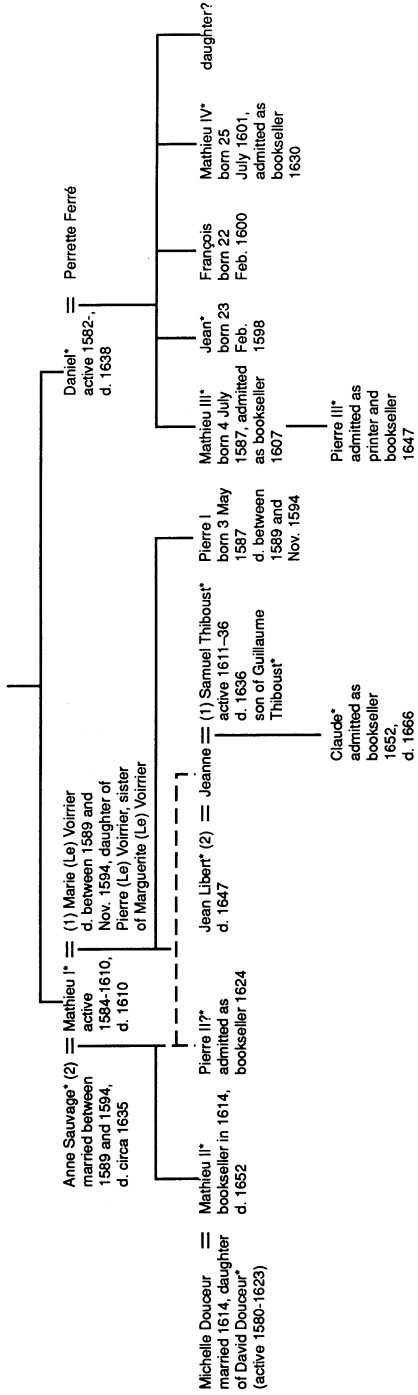 Daniel*
active 1582-,
d. 1638
=
Perrette Ferré
Anne Sauvage* (2)
married between
1589 and 1594,
d. circa 1635
=
Mathieu I*
active
1584-1610,
d. 1610
=
(1) Marie (Le) Voirrier
d. between 1589 and
Nov. 1594, daughter of
Pierre (Le) Voirrier, sister
of Marguerite (Le) Voirrier
Michelle Douceur
married 1614, daughter
of David Douceur*
(active 1580-1623)
=
Mathieu II*
bookseller in 1614,
d. 1652
Pierre II?*
admitted as
bookseller 1624
Jean Libert* (2)
d. 1647
=
Jeanne
=
(1) Samuel Thiboust*
active 1611–36
d. 1636
son of Guillaume
Thiboust*
Pierre I
born 3 May
1587
d. between
1589 and
Nov. 1594
Mathieu III*
born 4 July
1587, admitted
as bookseller
1607
Jean*
born 23
Feb.
1598
François
born 22
Feb. 1600
Mathieu IV*
born 25
July 1601,
admitted as
bookseller
1630
daughter?
Claude*
admitted as
bookseller
1652,
d. 1666
Pierre III*
admitted as
printer and
bookseller
1647